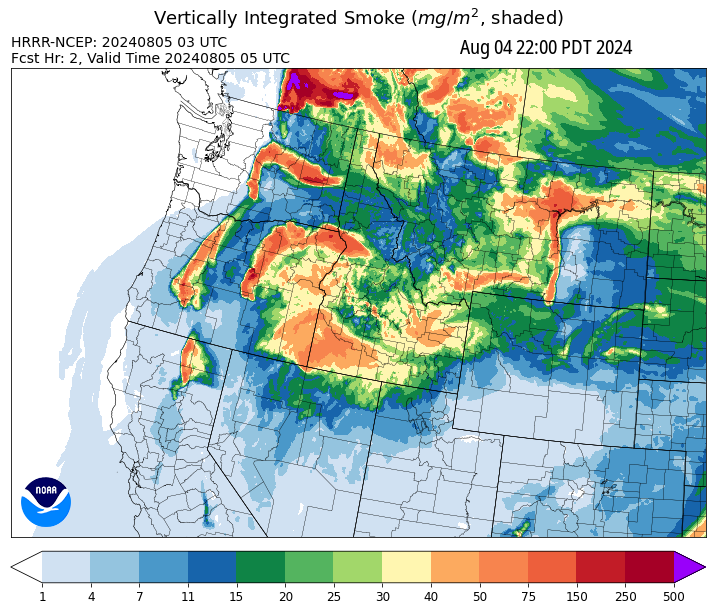 Vertically Integrated Smoke (mg/m², shaded)
HRRR-NCEP: 20240805 03 UTC
Fcst Hr: 2, Valid Time 20240805 05 UTC
Aug 04 22:00 PDT 2024
NOAA
1 4 7 11 15 20 25 30 40 50 75 150 250 500